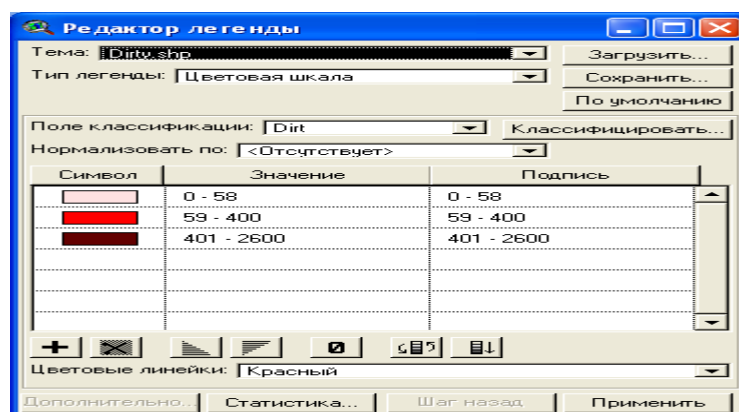 Редактор легенды
Тема: Dirty.shp
Загрузить...
Тип легенды: Цветовая шкала
Сохранить...
По умолчанию
Поле классификации: Dirt
Классифицировать...
Нормализовать по: <Отсутствует>
Символ Значение Подпись
0 - 58 0 - 58
59 - 400 59 - 400
401 - 2600 401 - 2600
Цветовые линейки: Красный
Дополнительно... Статистика... Шаг назад Применить